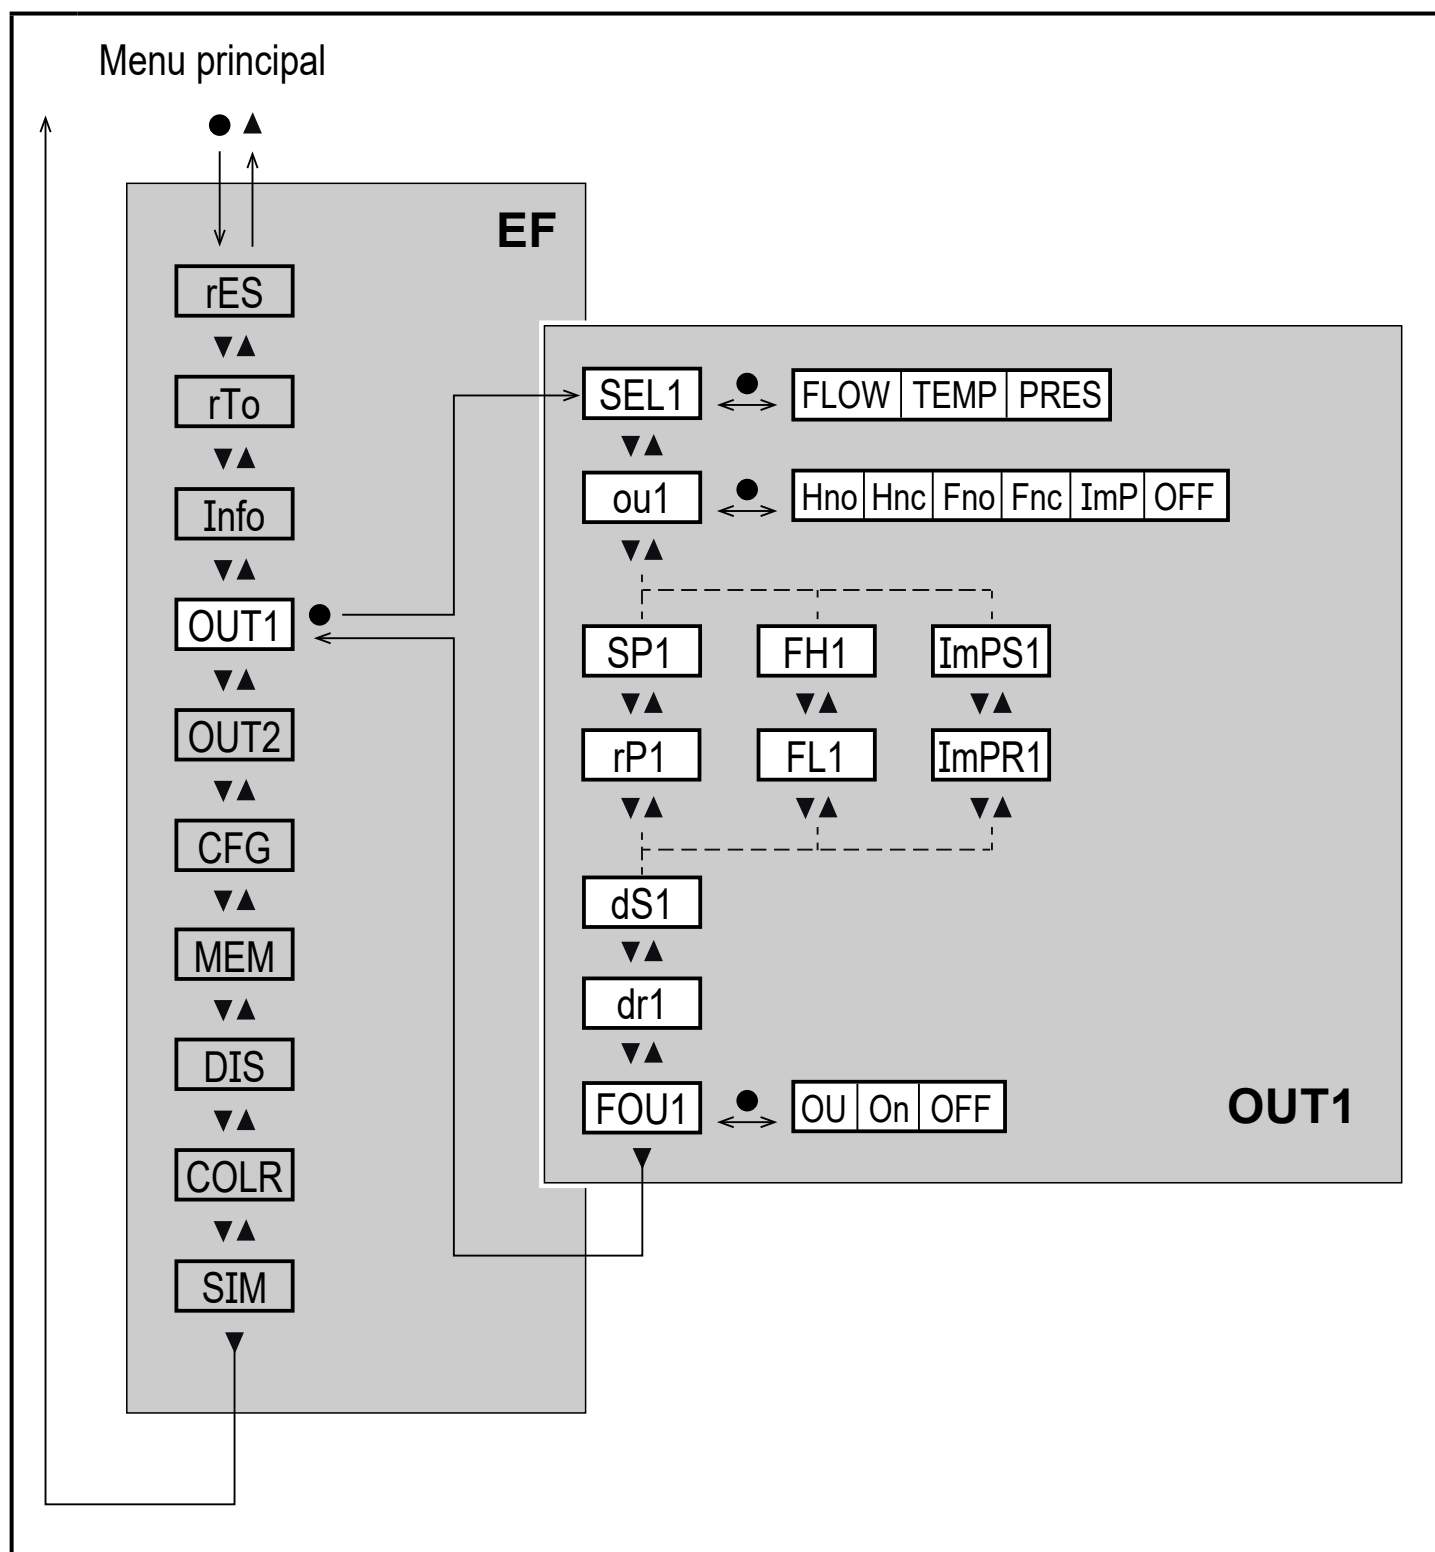 Menu principal
EF
rES
rTo
Info
OUT1
OUT2
CFG
MEM
DIS
COLR
SIM
SEL1 FLOW TEMP PRES
ou1 Hno Hnc Fno Fnc ImP OFF
SP1 FH1 ImPS1
rP1 FL1 ImPR1
dS1
dr1
FOU1 OU On OFF
OUT1